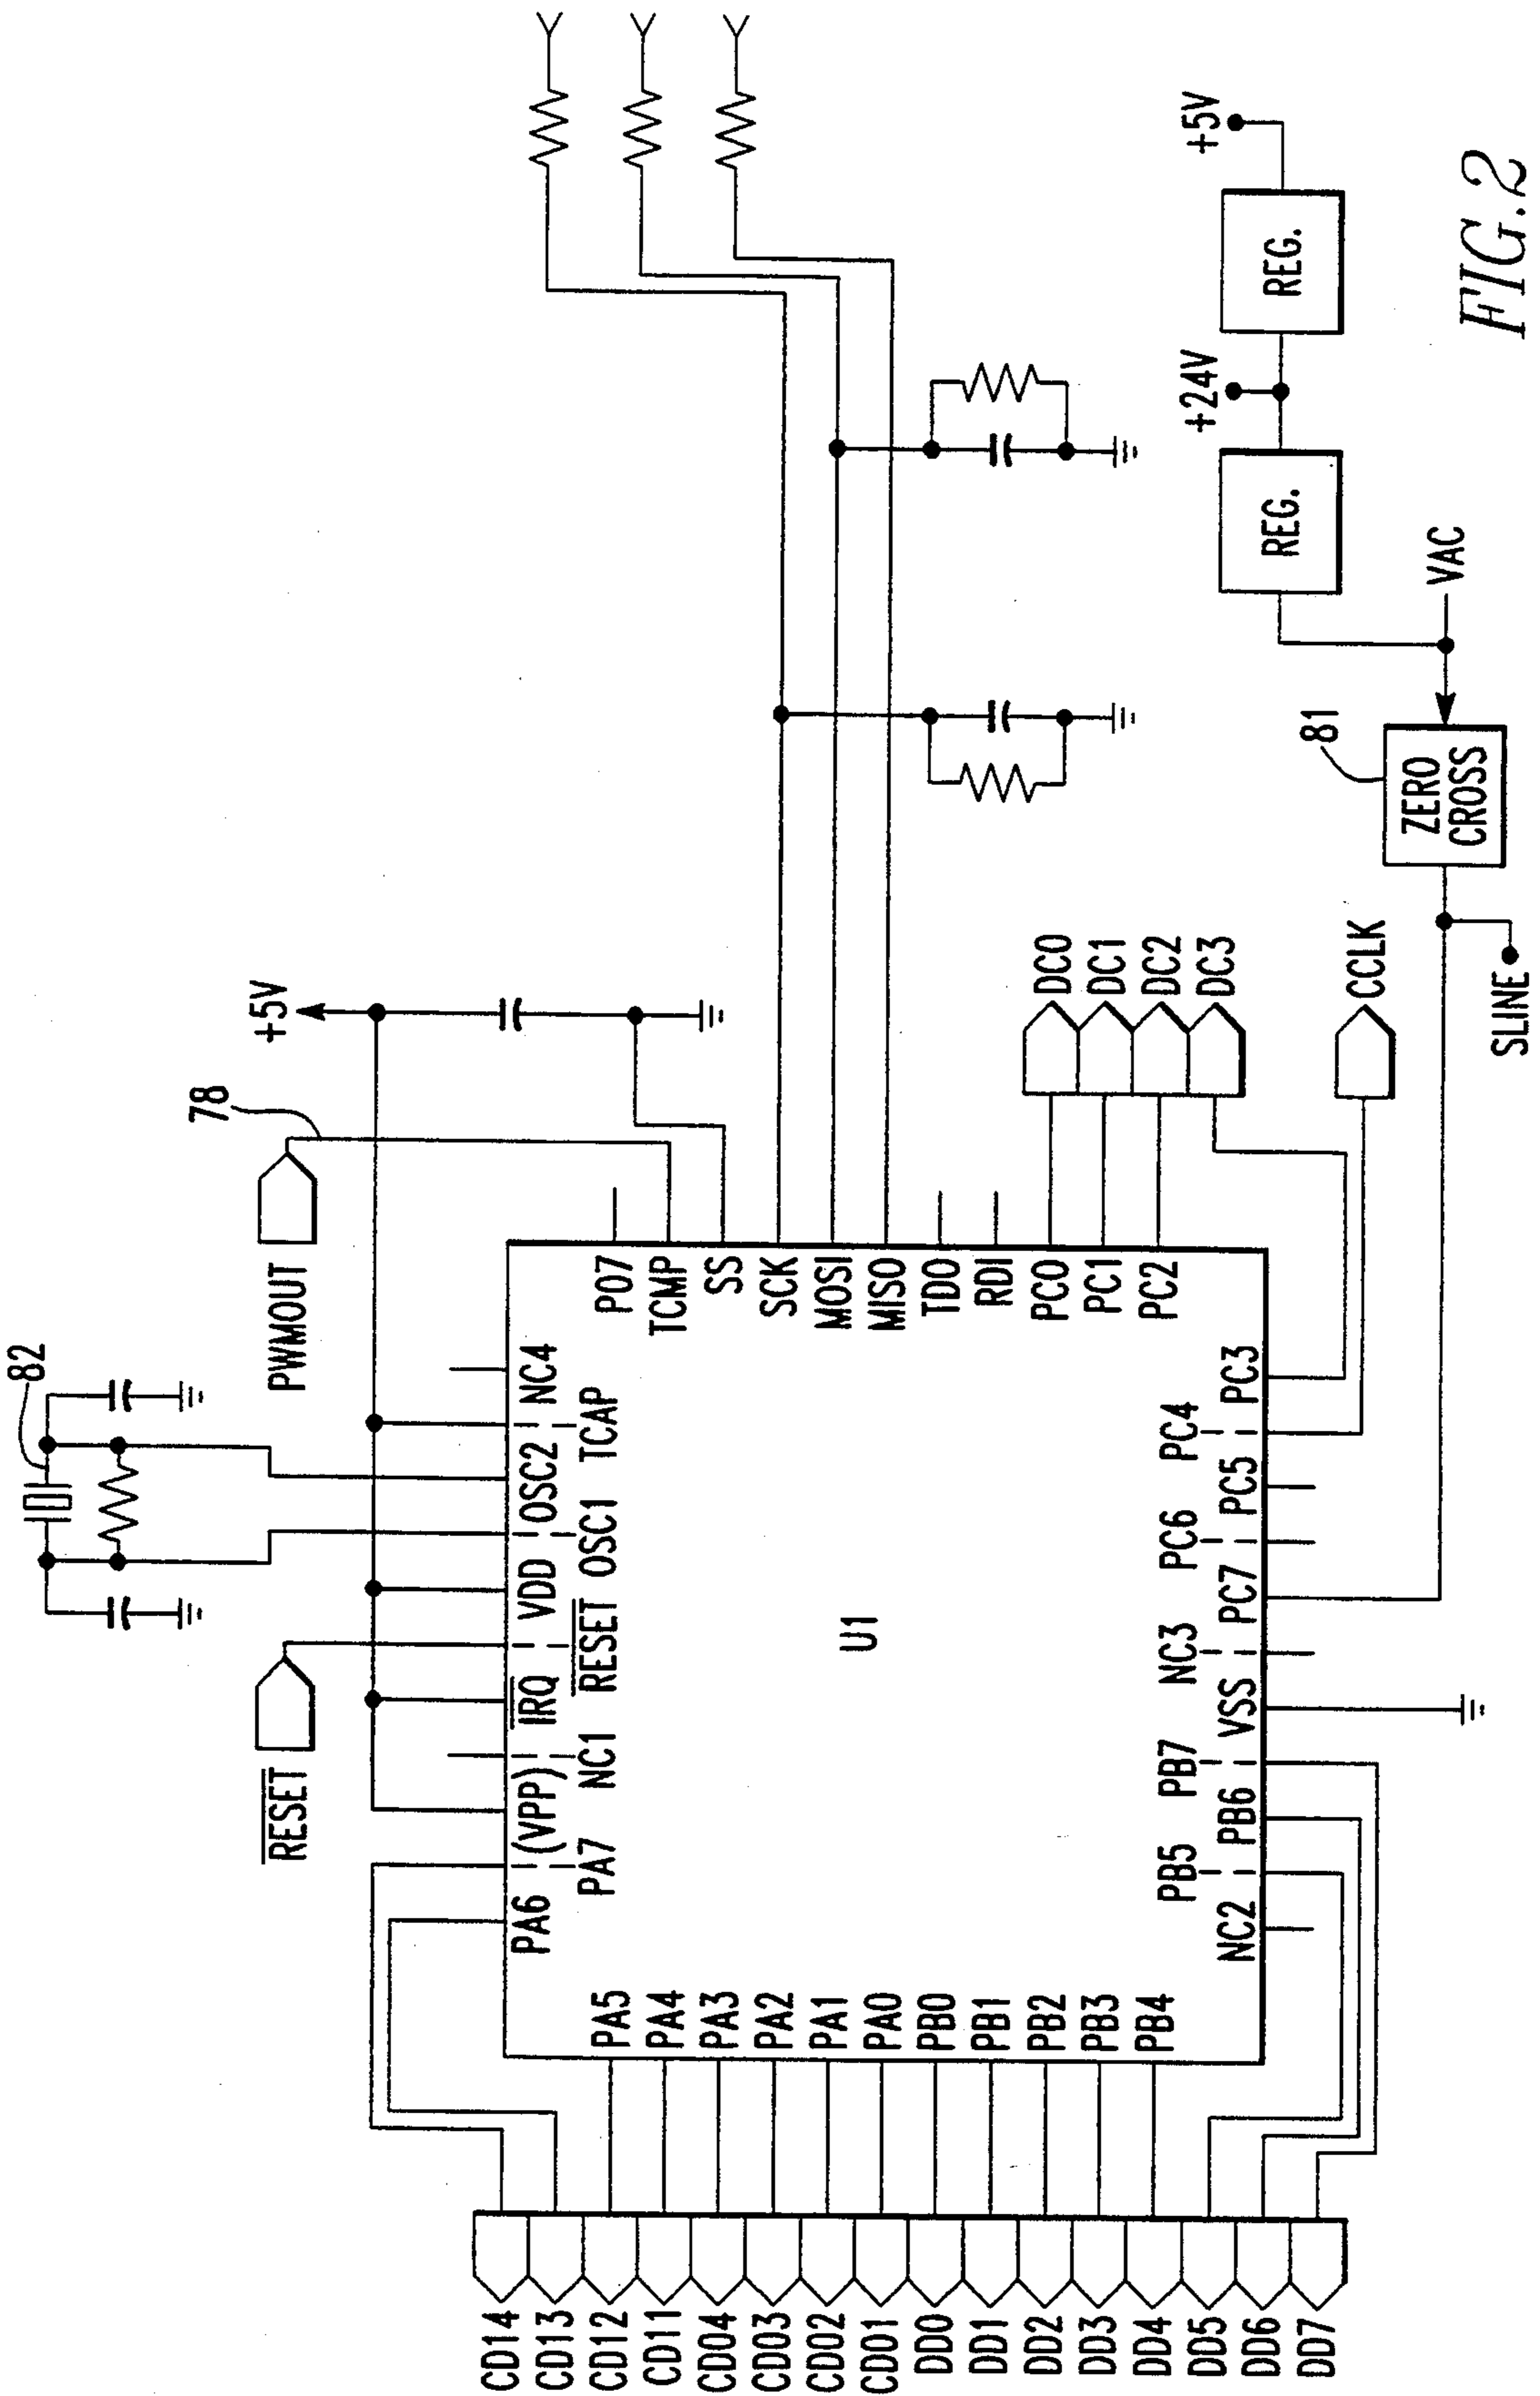 82
+5V
78
PWMOUT
RESET
NC4
TCAP
OSC2
OSC1
VDD
RESET
IRQ
NC1
(VPP)
PA7
PA6
PO7
TCMP
SS
SCK
MOSI
MISO
TDO
RDI
PC0
PC1
PC2
PA5
PA4
PA3
PA2
PA1
PA0
PB0
PB1
PB2
PB3
PB4
U1
PC3
PC4
PC5
PC6
PC7
NC3
VSS
PB7
PB6
PB5
NC2
CD14
CD13
CD12
CD11
CD04
CD03
CD02
CD01
DD0
DD1
DD2
DD3
DD4
DD5
DD6
DD7
DC0
DC1
DC2
DC3
CCLK
SLINE
81
ZERO
CROSS
VAC
REG.
+24V
REG.
+5V
FIG.2